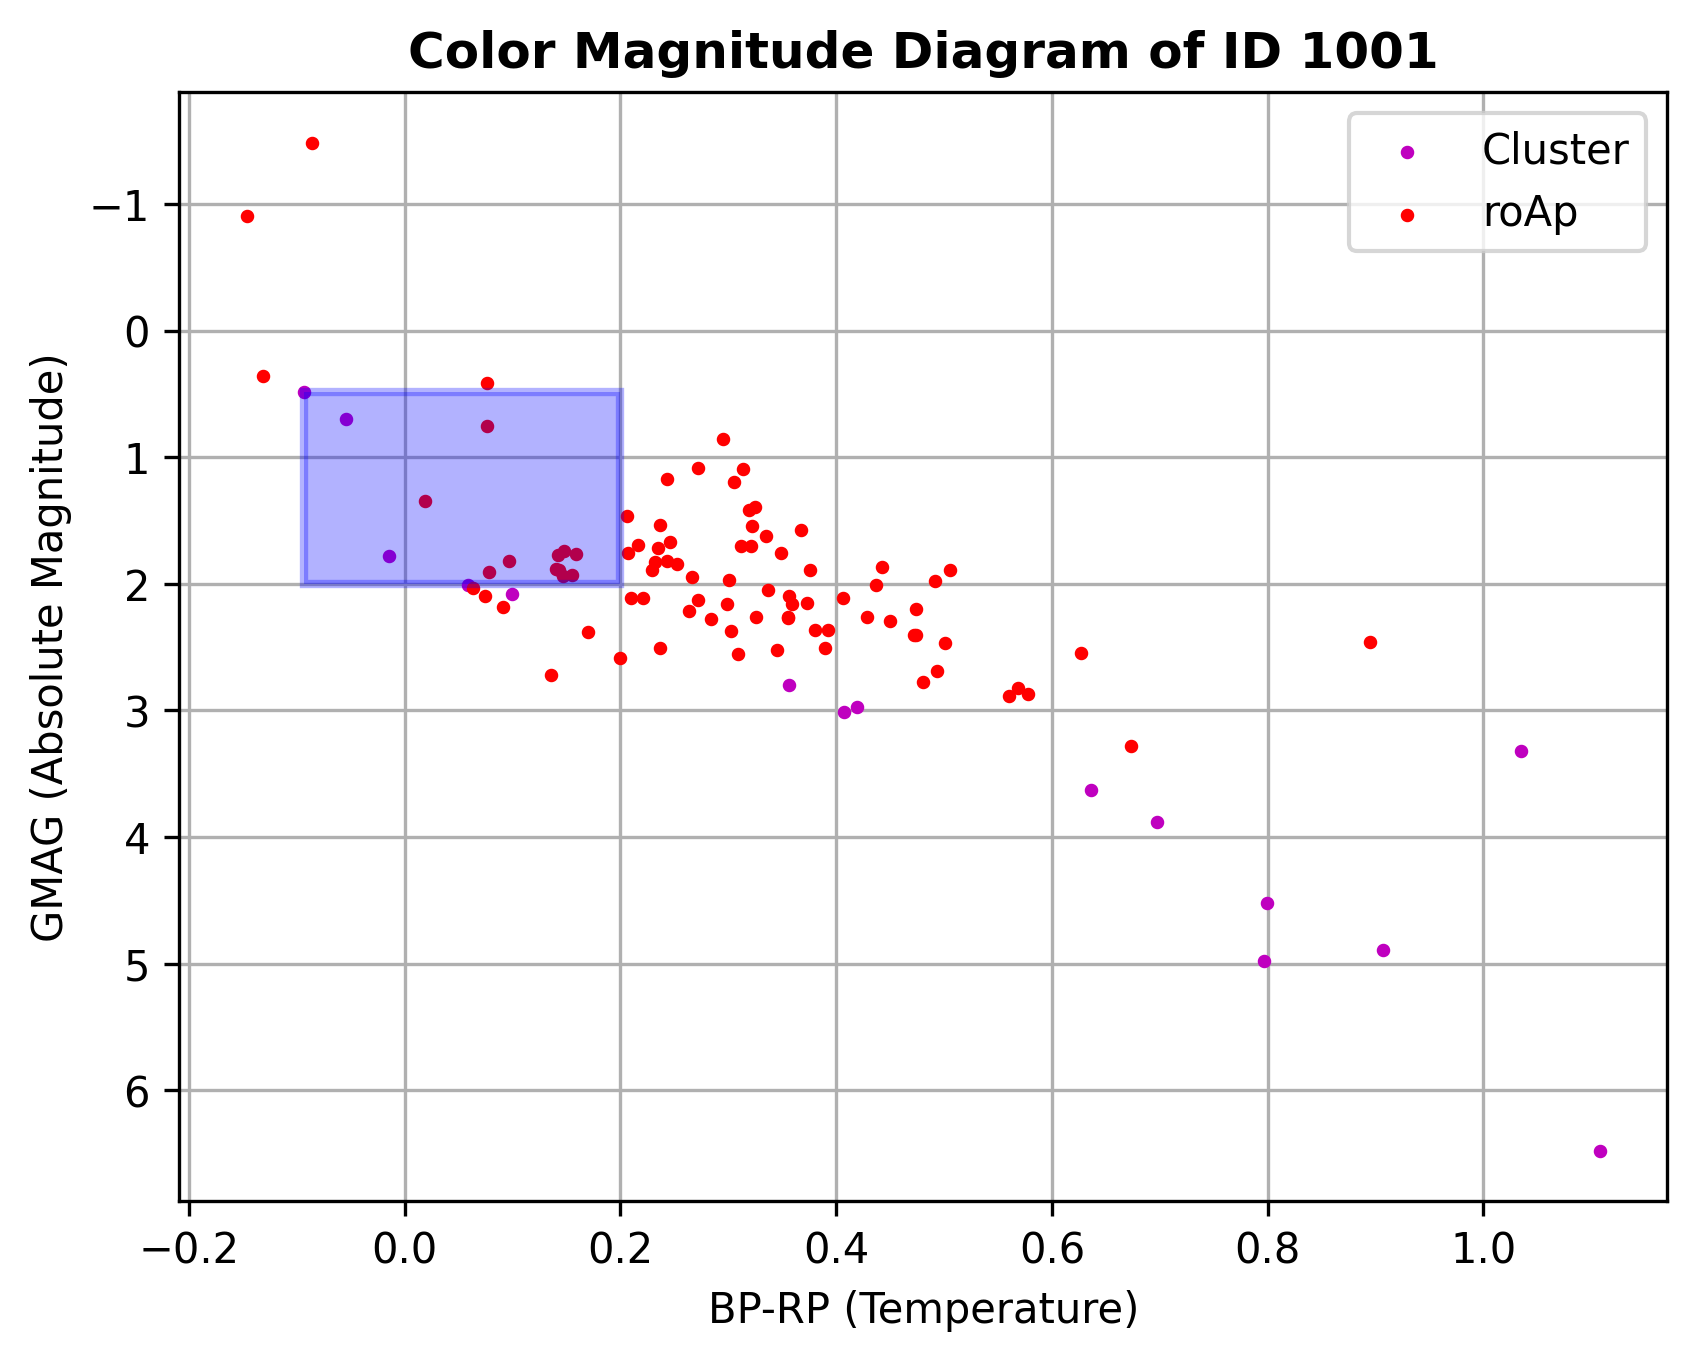 Color Magnitude Diagram of ID 1001
Cluster
roAp
GMAG (Absolute Magnitude)
−1
0
1
2
3
4
5
6
−0.2 0.0 0.2 0.4 0.6 0.8 1.0
BP-RP (Temperature)